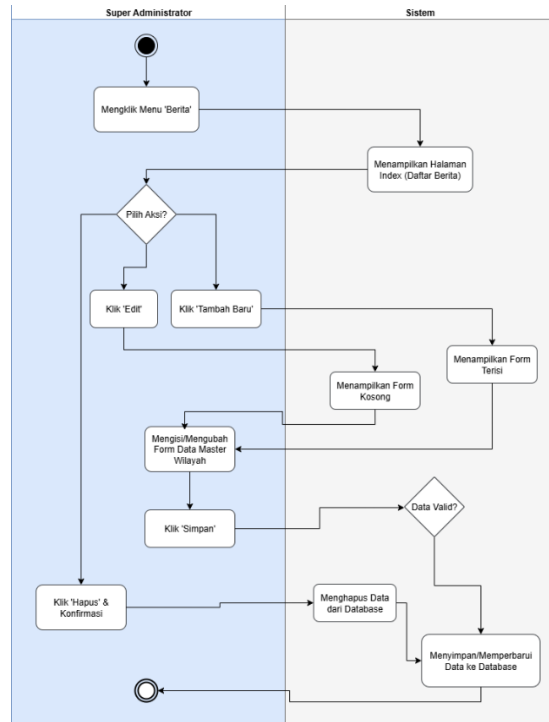 Super Administrator
Sistem
Mengklik Menu 'Berita'
Menampilkan Halaman
Index (Daftar Berita)
Pilih Aksi?
Klik 'Edit'
Klik 'Tambah Baru'
Menampilkan Form
Terisi
Menampilkan Form
Kosong
Mengisi/Mengubah
Form Data Master
Wilayah
Klik 'Simpan'
Data Valid?
Klik 'Hapus' &
Konfirmasi
Menghapus Data
dari Database
Menyimpan/Memperbarui
Data ke Database